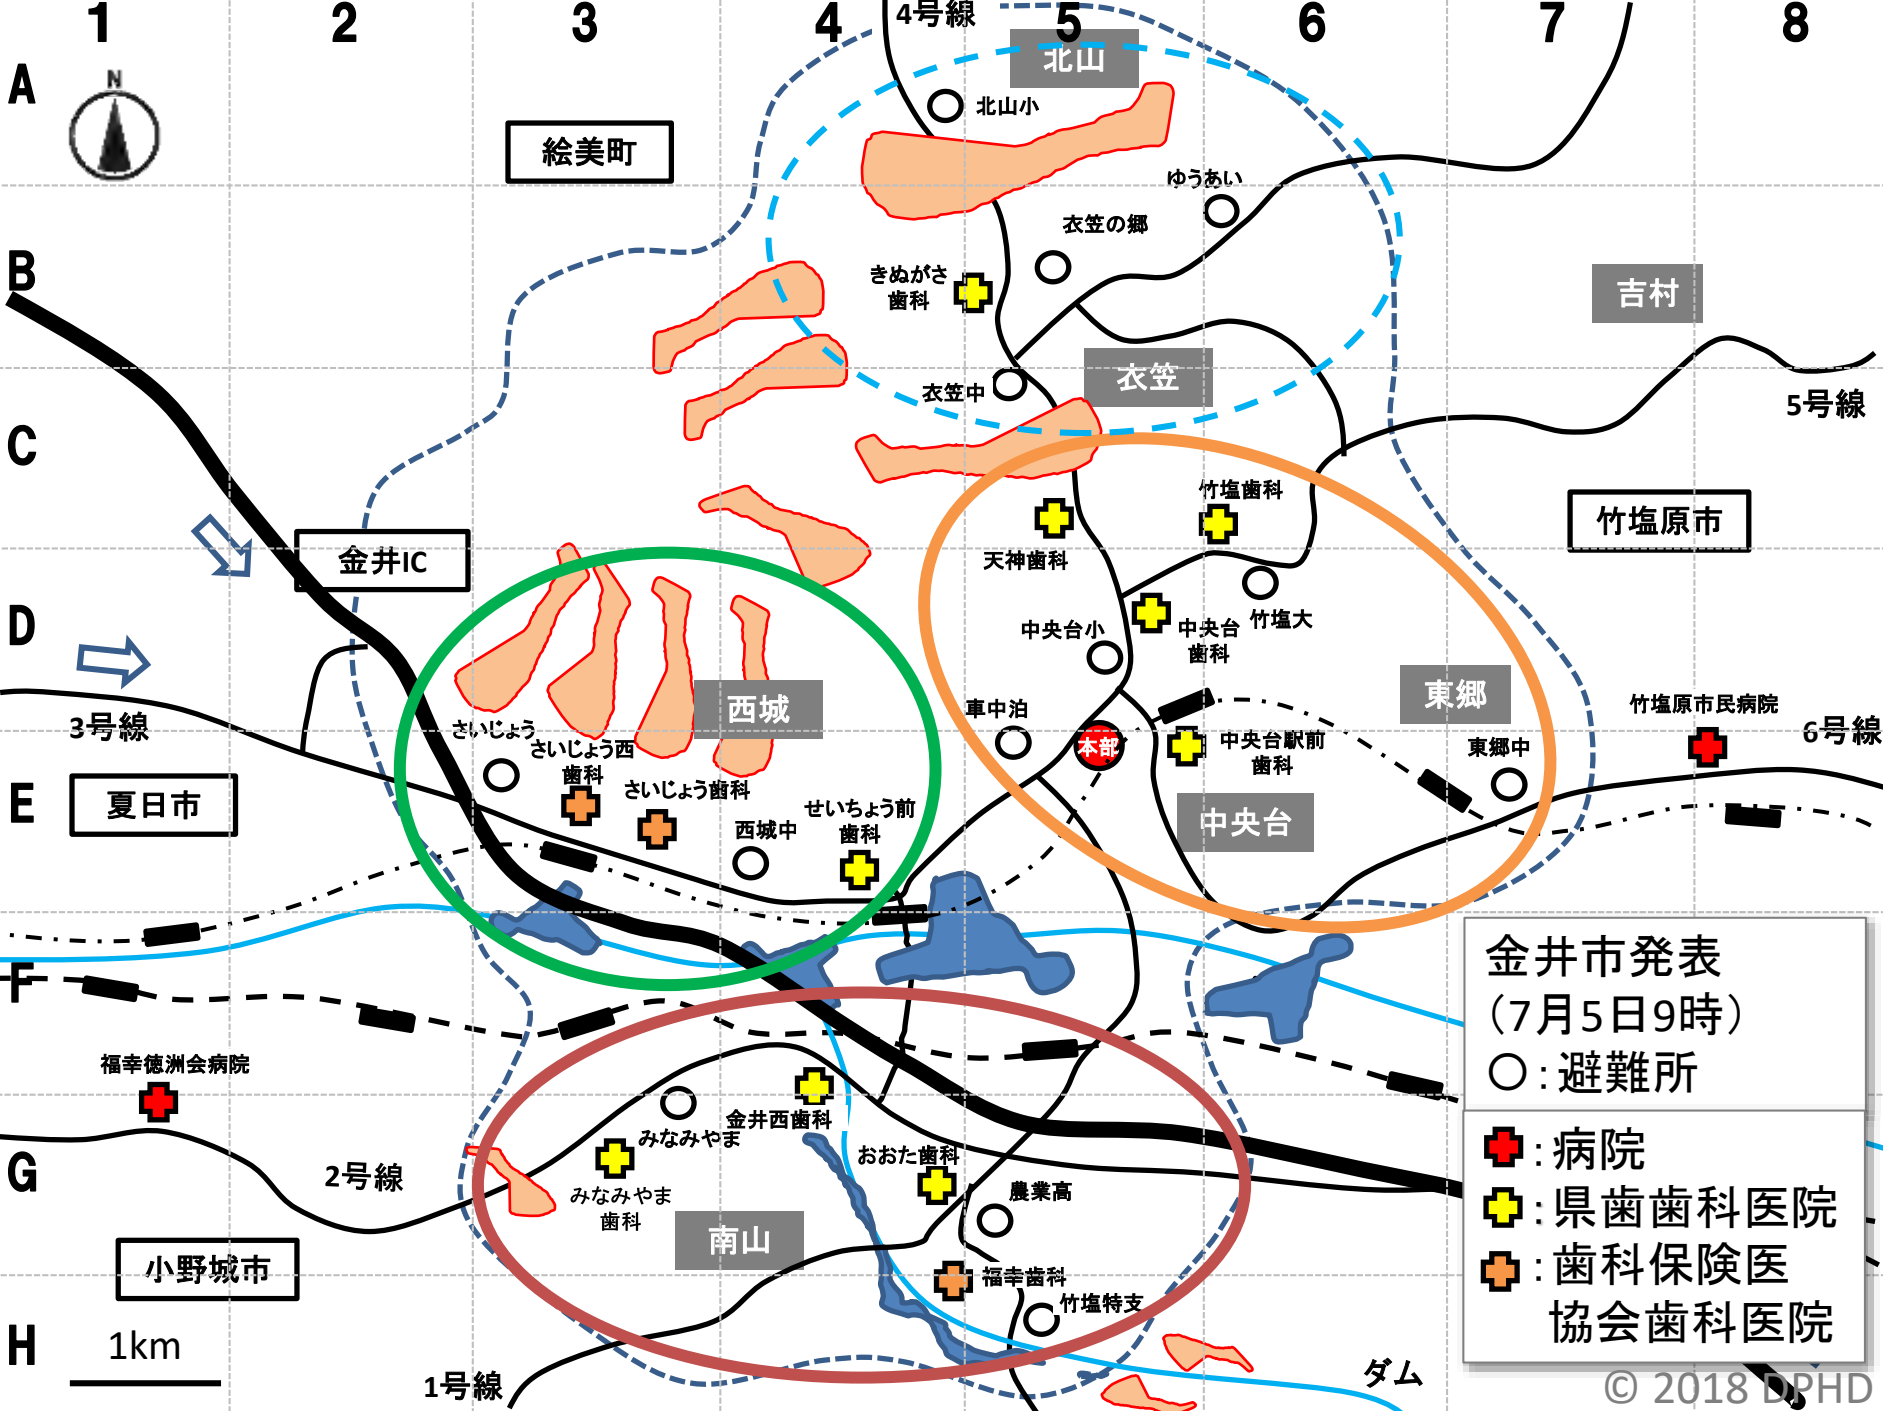 1 2 3 4 5 6 7 8
A
B
C
D
E
F
G
H
N
4号線
北山
北山小
絵美町
ゆうあい
衣笠の郷
きぬがさ
歯科
吉村
衣笠
衣笠中
5号線
竹塩歯科
天神歯科
竹塩原市
金井IC
竹塩大
中央台小
中央台
歯科
東郷
西城
車中泊
本部
竹塩原市民病院
6号線
3号線
さいじょう
さいじょう西
歯科
さいじょう歯科
中央台駅前
歯科
東郷中
夏日市
せいちょう前
歯科
西城中
中央台
福幸徳洲会病院
金井西歯科
みなみやま
みなみやま
歯科
おおた歯科
農業高
2号線
南山
小野城市
福幸歯科
竹塩特支
1km
1号線
ダム
金井市発表
（7月5日9時）
○：避難所
：病院
：県歯歯科医院
：歯科保険医
協会歯科医院
© 2018 DPHD